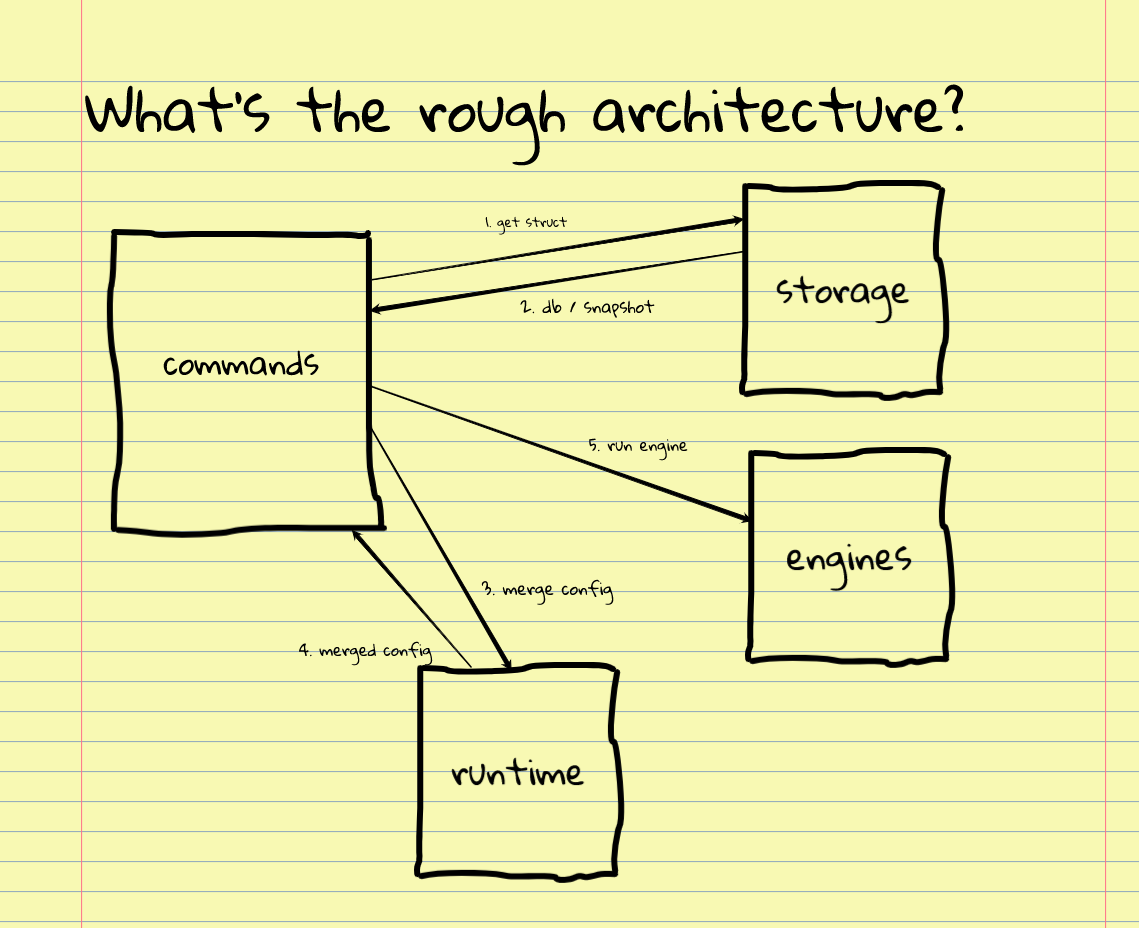 What's the rough architecture?
1. get struct
storage
2. db / snapshot
commands
5. run engine
engines
3. merge config
4. merged config
runtime